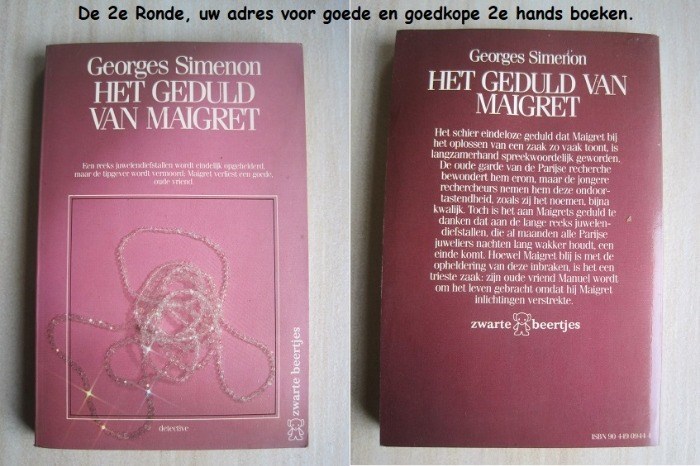 De 2e Ronde, uw adres voor goede en goedkope 2e hands boeken.
Georges Simenon
HET GEDULD
VAN MAIGRET
Een reeks juwelendiefstallen wordt eindelijk opgehelderd,
maar de tipgever wordt vermoord. Maigret verliest een goede,
oude vriend.
zwarte beertjes
detective
Georges Simenon
HET GEDULD VAN
MAIGRET
Het schier eindeloze geduld dat Maigret bij
het oplossen van een zaak zo vaak toont, is
langzamerhand spreekwoordelijk geworden.
De oude garde van de Parijse recherche
bewondert hem erom, maar de jongere
rechercheurs nemen hem deze ondoor-
tastendheid, zoals zij het noemen, bijna
kwalijk. Toch is het aan Maigrets geduld te
danken dat aan de lange reeks juwelen-
diefstallen, die al maanden alle Parijse
juweliers nachten lang wakker houdt, een
einde komt. Hoewel Maigret blij is met de
opheldering van deze inbraken, is het een
trieste zaak: zijn oude vriend Manuel wordt
om het leven gebracht omdat hij Maigret
inlichtingen verstrekte.
zwarte beertjes
ISBN 90 449 0844